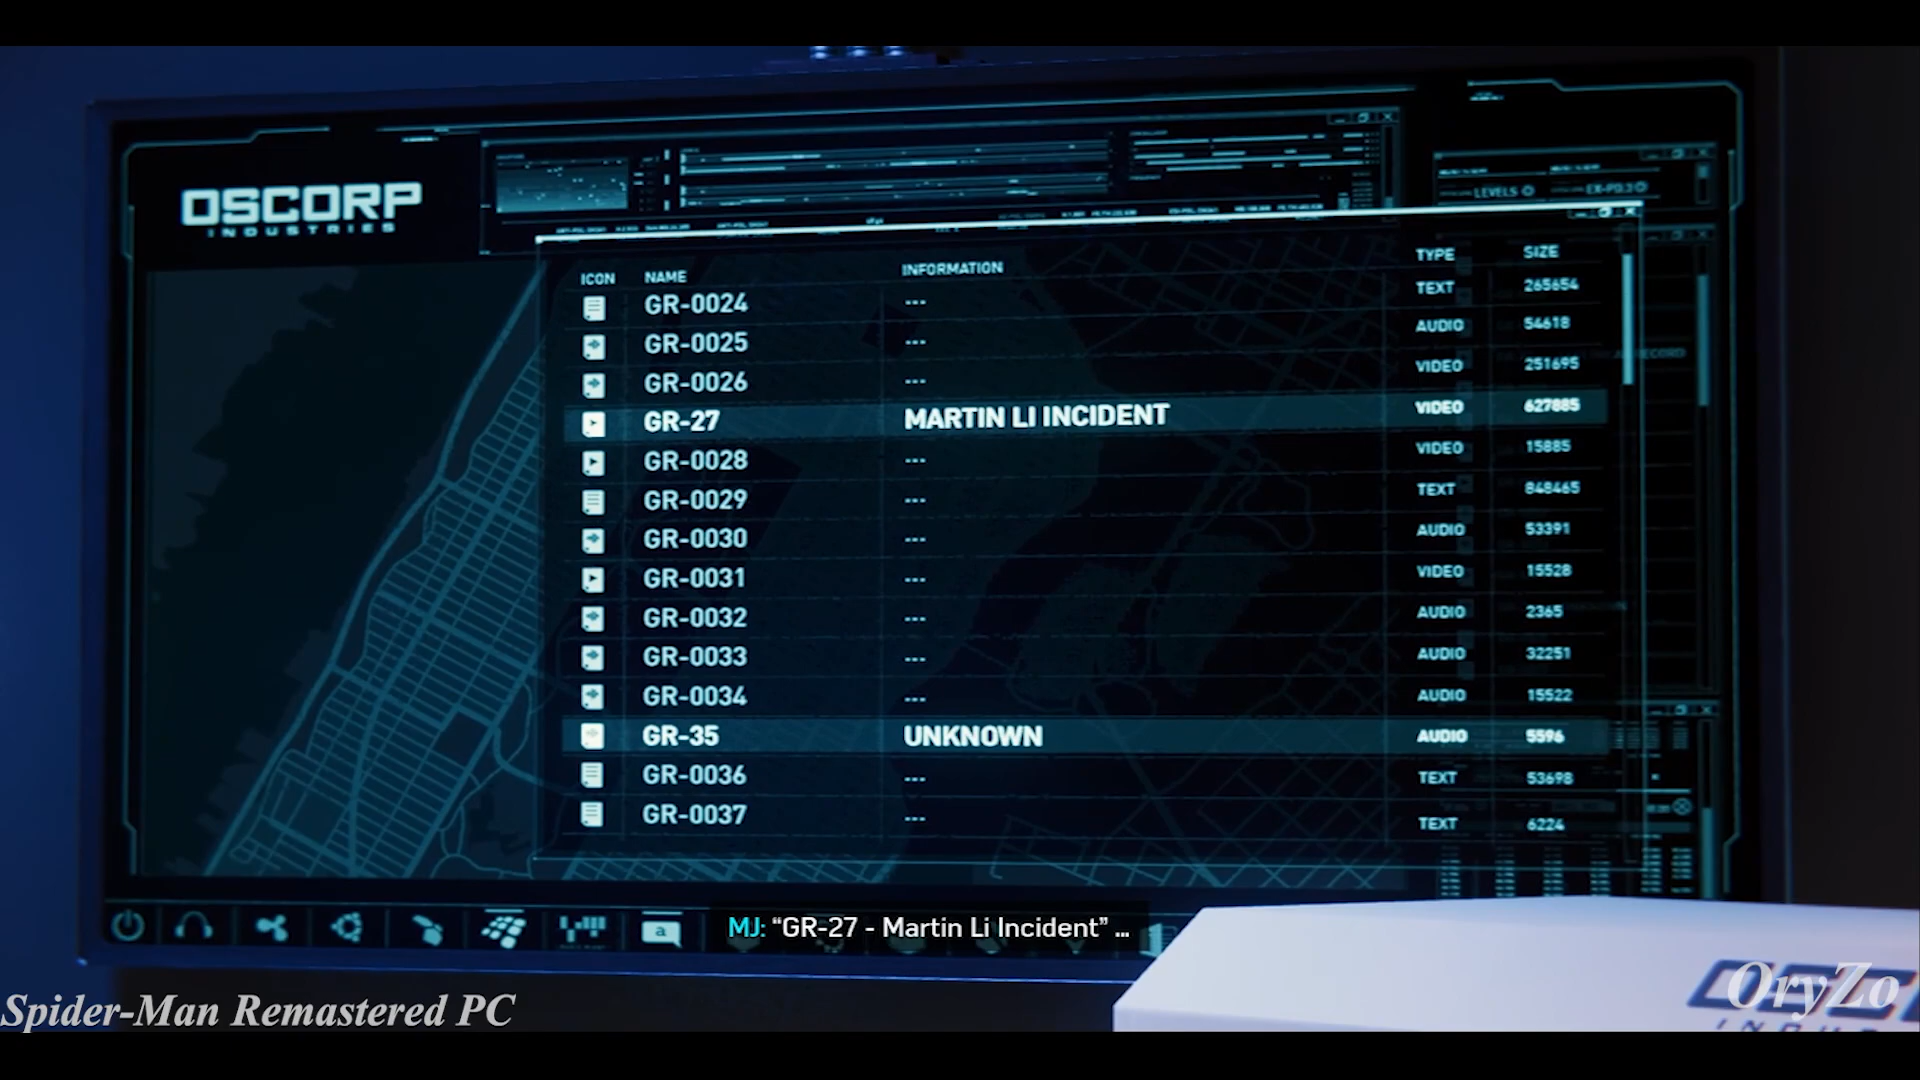 OSCORP
INDUSTRIES
LEVELS
ICON NAME INFORMATION TYPE SIZE
GR-0024 --- TEXT 265654
GR-0025 --- AUDIO 54618
GR-0026 --- VIDEO 251695
GR-27 MARTIN LI INCIDENT VIDEO 627885
GR-0028 --- VIDEO 15885
GR-0029 --- TEXT 848465
GR-0030 --- AUDIO 53391
GR-0031 --- VIDEO 15528
GR-0032 --- AUDIO 2365
GR-0033 --- AUDIO 32251
GR-0034 --- AUDIO 15522
GR-35 UNKNOWN AUDIO 5596
GR-0036 --- TEXT 53698
GR-0037 --- TEXT 6224
a
MJ: “GR-27 - Martin Li Incident” ...
Spider-Man Remastered PC
OryZo